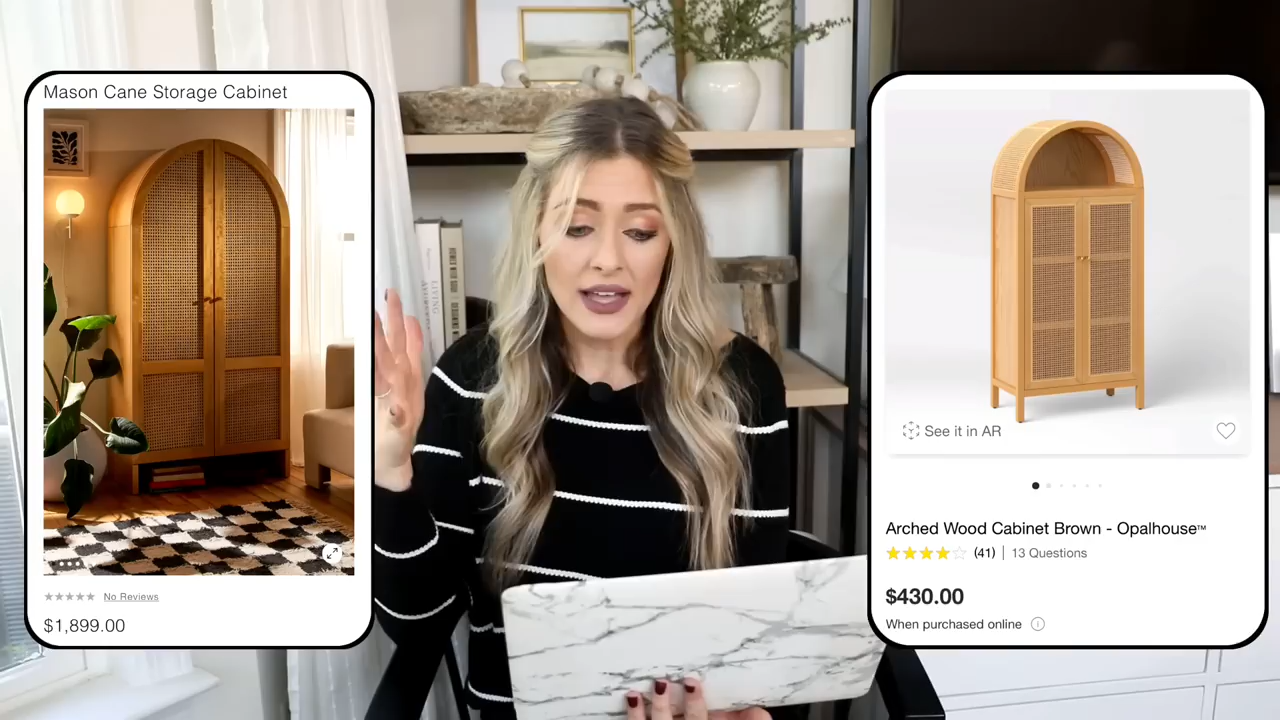 Mason Cane Storage Cabinet
No Reviews
$1,899.00
LIVING
See it in AR
Arched Wood Cabinet Brown - Opalhouse™
(41) | 13 Questions
$430.00
When purchased online